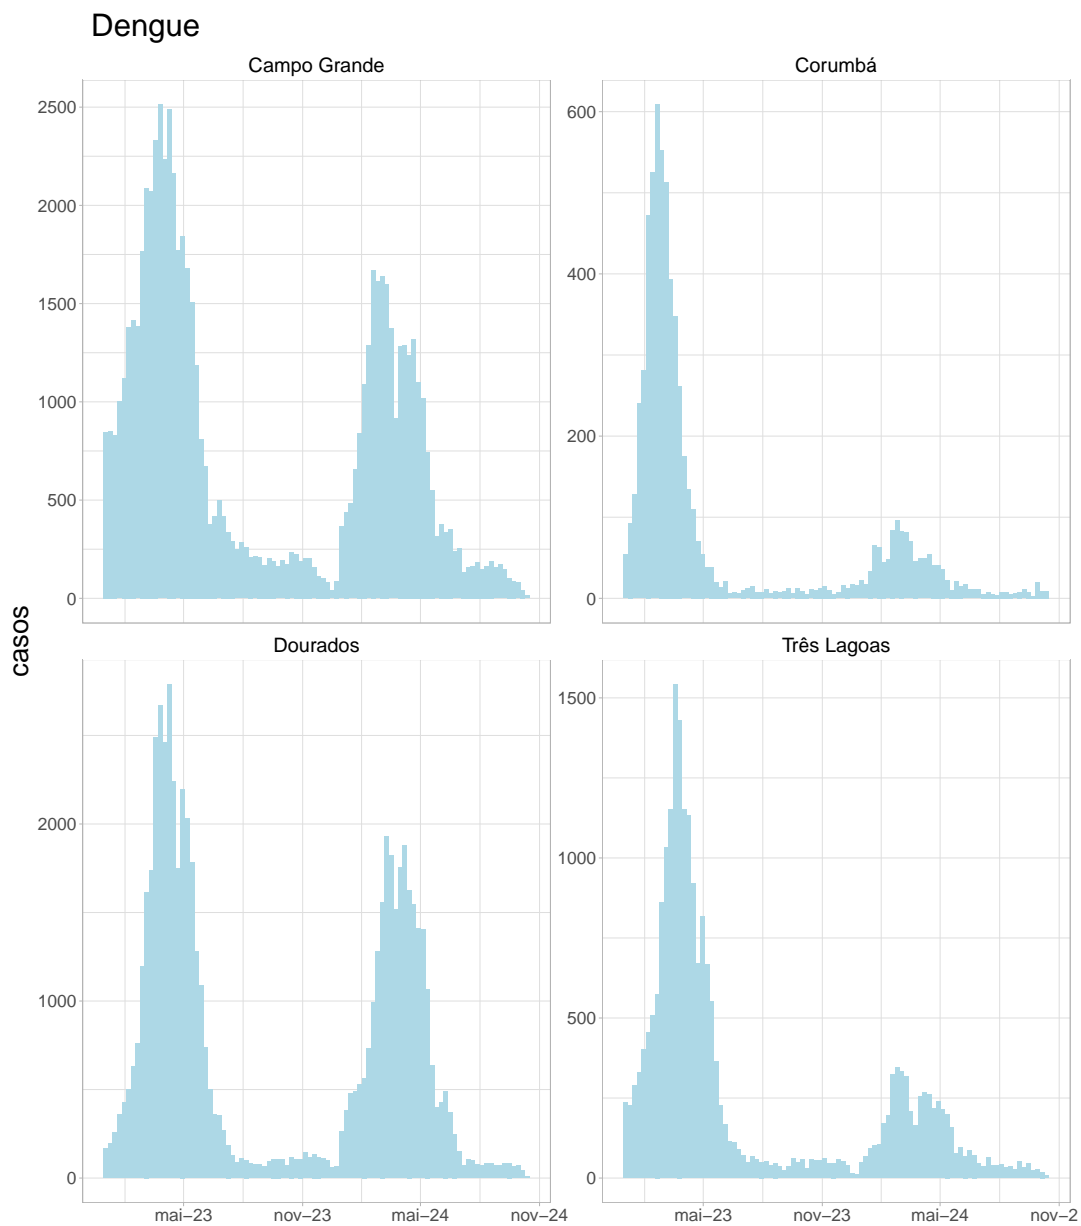 Dengue
Campo Grande
Corumbá
2500
2000
1500
1000
500
0
600
400
200
0
casos
Dourados
Três Lagoas
2000
1000
0
1500
1000
500
0
mai–23
nov–23
mai–24
nov–24
mai–23
nov–23
mai–24
nov–2